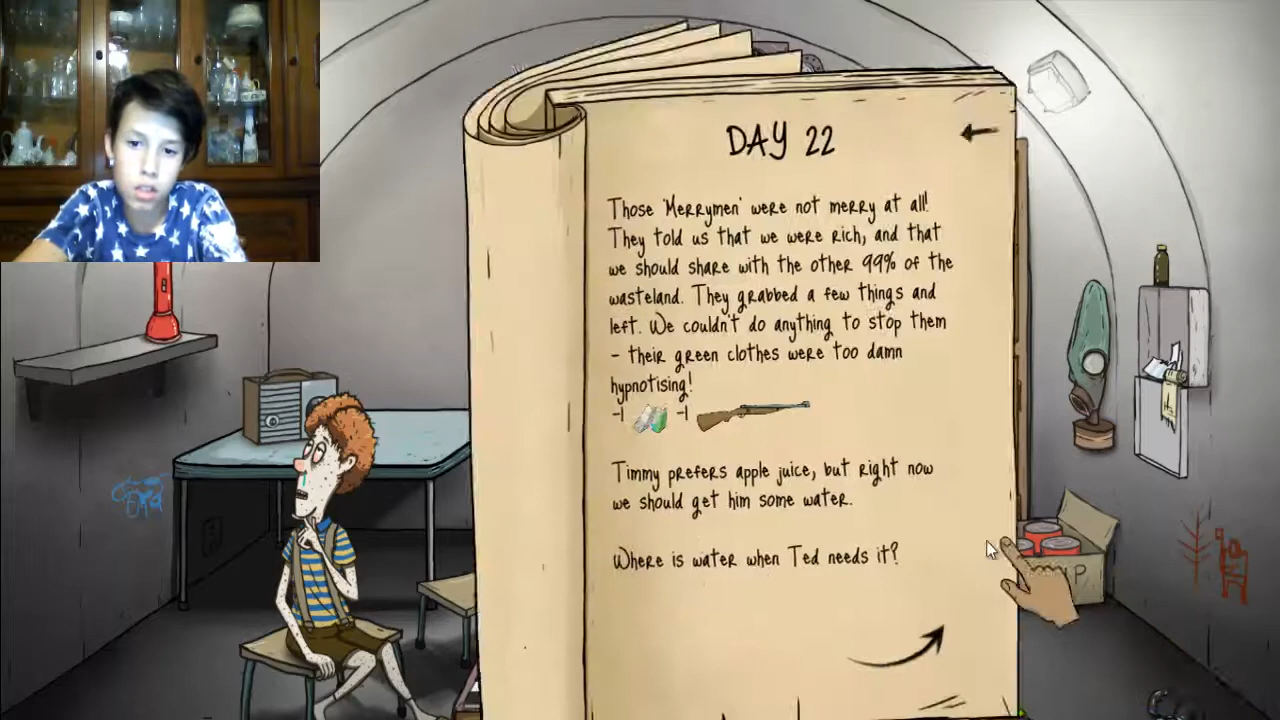 DAY 22
Those 'Merrymen' were not merry at all!
They told us that we were rich, and that
we should share with the other 99% of the
wasteland. They grabbed a few things and
left. We couldn't do anything to stop them
- their green clothes were too damn
hypnotising!
-1 -1
Timmy prefers apple juice, but right now
we should get him some water.
Where is water when Ted needs it?